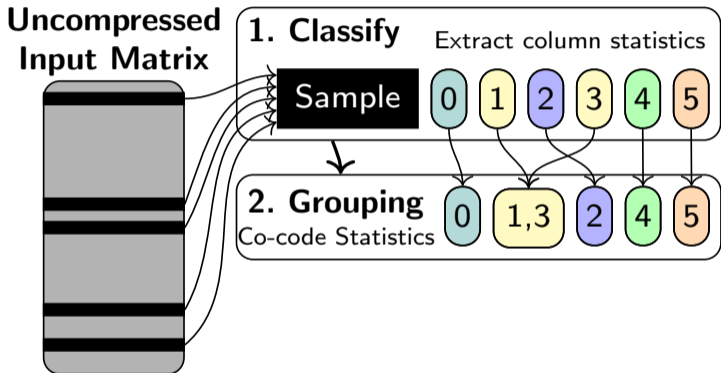 Uncompressed
Input Matrix
1. Classify
Extract column statistics
Sample
0 1 2 3 4 5
2. Grouping
Co-code Statistics
0 1,3 2 4 5